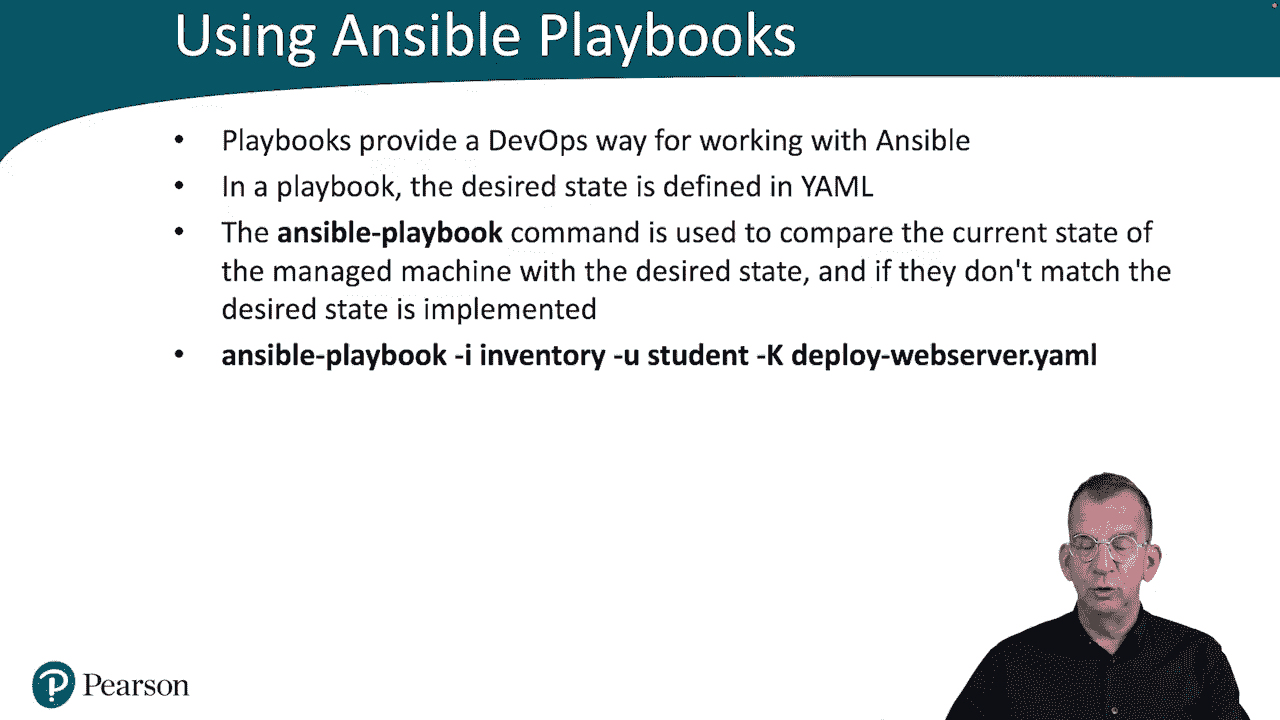 Using Ansible Playbooks
• Playbooks provide a DevOps way for working with Ansible
• In a playbook, the desired state is defined in YAML
• The ansible-playbook command is used to compare the current state of
the managed machine with the desired state, and if they don't match the
desired state is implemented
• ansible-playbook -i inventory -u student -K deploy-webserver.yaml
Pearson